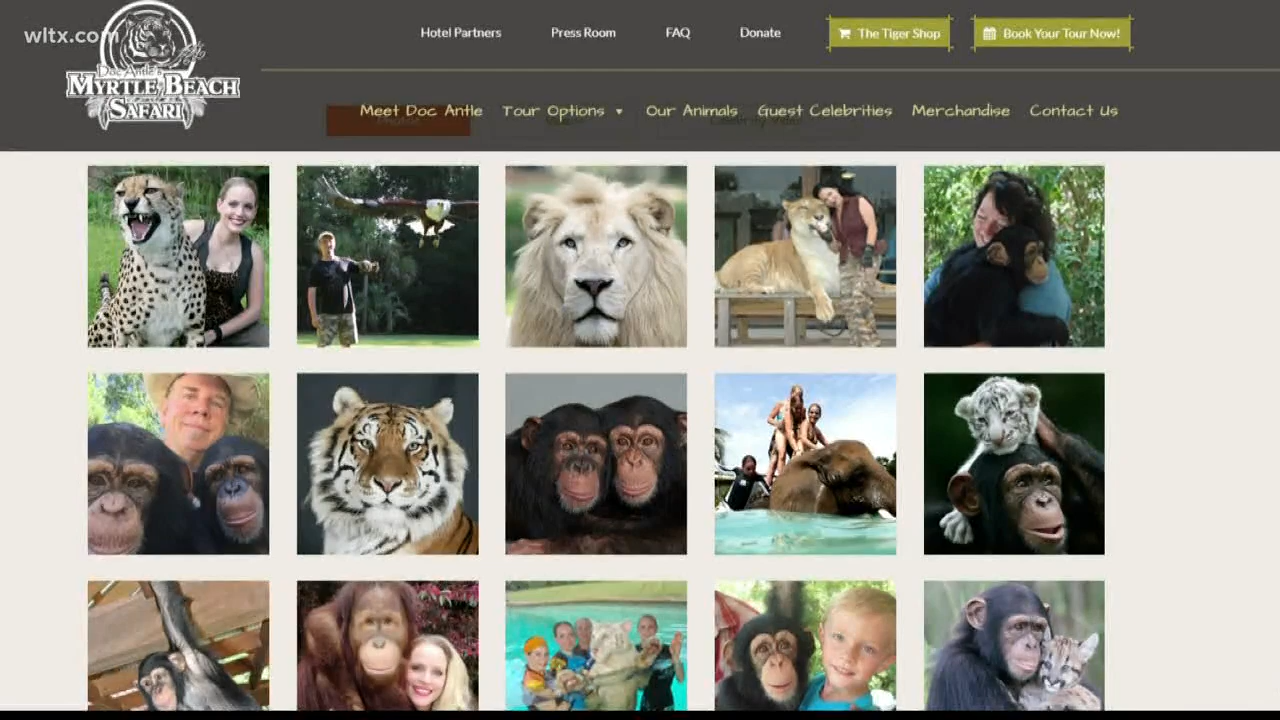 wltx.com
Hotel Partners Press Room FAQ Donate The Tiger Shop Book Your Tour Now!
Doc Antle's
MYRTLE BEACH
SAFARI
Meet Doc Antle Tour Options Our Animals Guest Celebrities Merchandise Contact Us